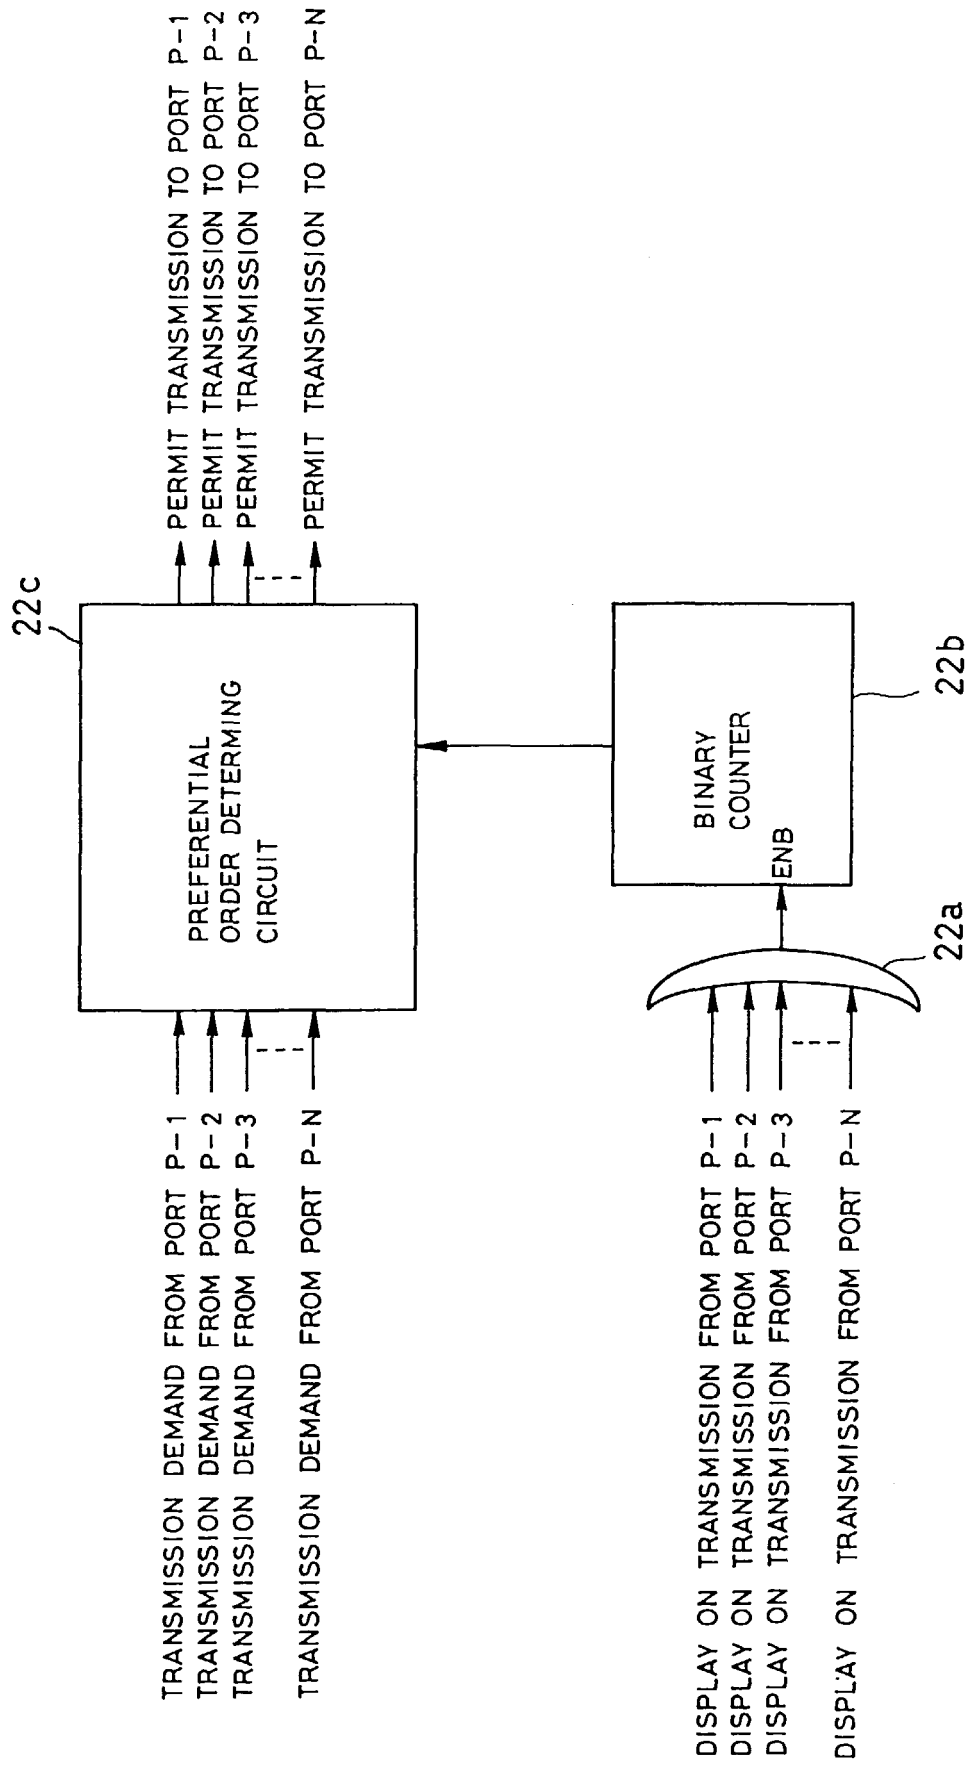 22c
TRANSMISSION DEMAND FROM PORT P-1
TRANSMISSION DEMAND FROM PORT P-2
TRANSMISSION DEMAND FROM PORT P-3
TRANSMISSION DEMAND FROM PORT P-N
PREFERENTIAL
ORDER DETERMING
CIRCUIT
PERMIT TRANSMISSION TO PORT P-1
PERMIT TRANSMISSION TO PORT P-2
PERMIT TRANSMISSION TO PORT P-3
PERMIT TRANSMISSION TO PORT P-N
DISPLAY ON TRANSMISSION FROM PORT P-1
DISPLAY ON TRANSMISSION FROM PORT P-2
DISPLAY ON TRANSMISSION FROM PORT P-3
DISPLAY ON TRANSMISSION FROM PORT P-N
BINARY
COUNTER
ENB
22a
22b